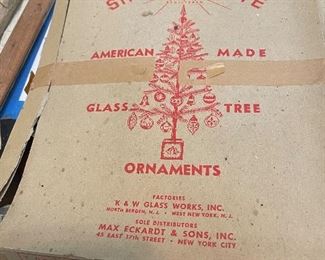 AMERICAN MADE
GLASS TREE
ORNAMENTS
FACTORIES
K & W GLASS WORKS, INC.
NORTH BERGEN, N. J. · WEST NEW YORK, N. J.
SOLE DISTRIBUTORS
MAX ECKARDT & SONS, INC.
45 EAST 17th STREET · NEW YORK CITY